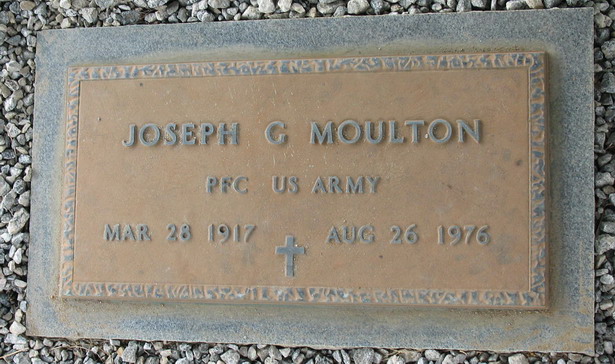 JOSEPH G MOULTON
PFC US ARMY
MAR 28 1917 AUG 26 1976